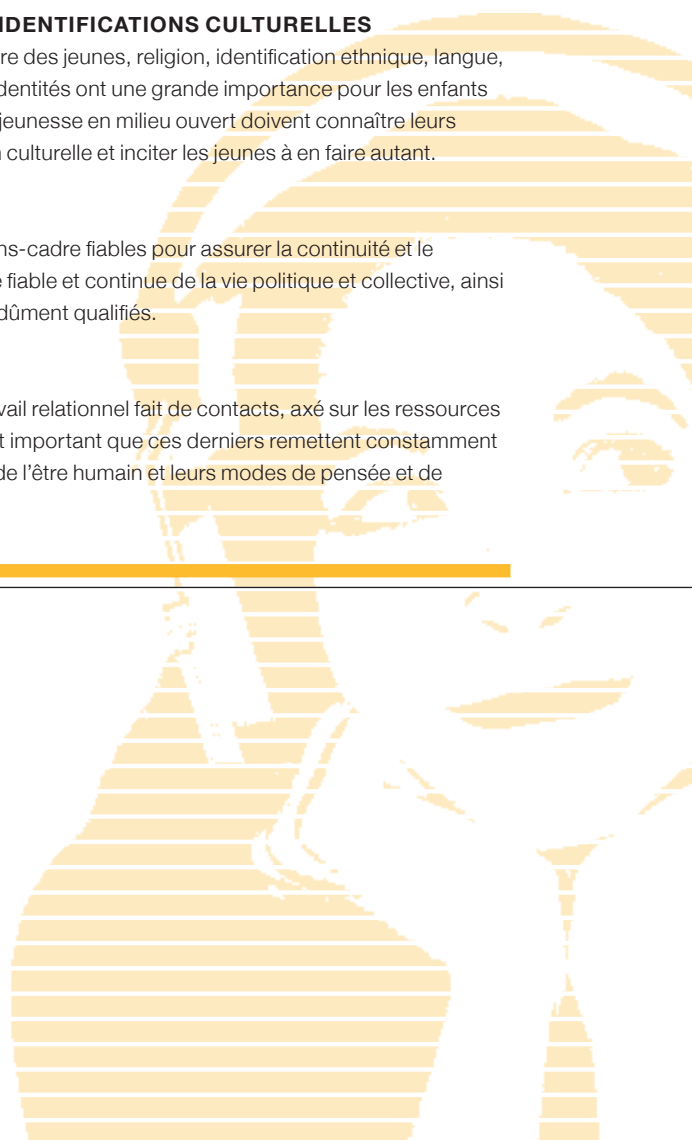 IDENTIFICATIONS CULTURELLES
re des jeunes, religion, identification ethnique, langue,
dentités ont une grande importance pour les enfants
jeunesse en milieu ouvert doivent connaître leurs
culturelle et inciter les jeunes à en faire autant.
ns-cadre fiables pour assurer la continuité et le
fiable et continue de la vie politique et collective, ainsi
dûment qualifiés.
vail relationnel fait de contacts, axé sur les ressources
t important que ces derniers remettent constamment
de l’être humain et leurs modes de pensée et de